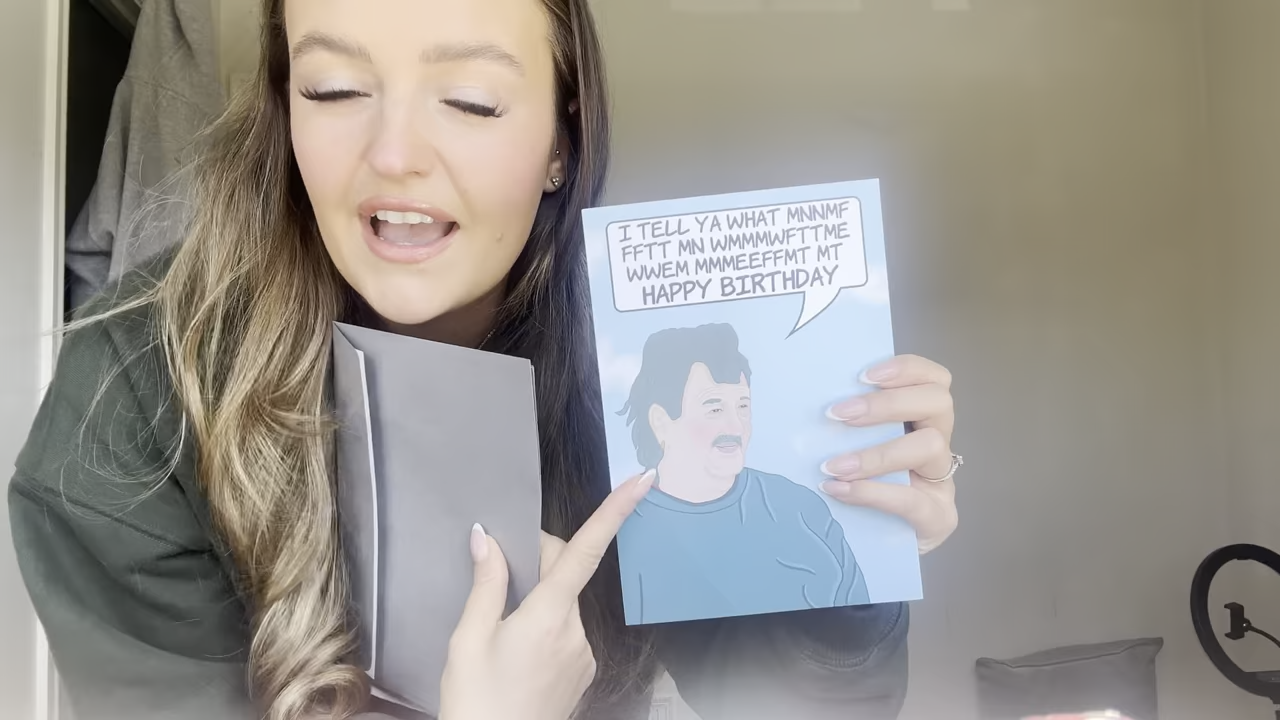 I TELL YA WHAT MNNMF
FFTT MN WMMMWFTTME
WWEM MMMEEFFMT MT
HAPPY BIRTHDAY